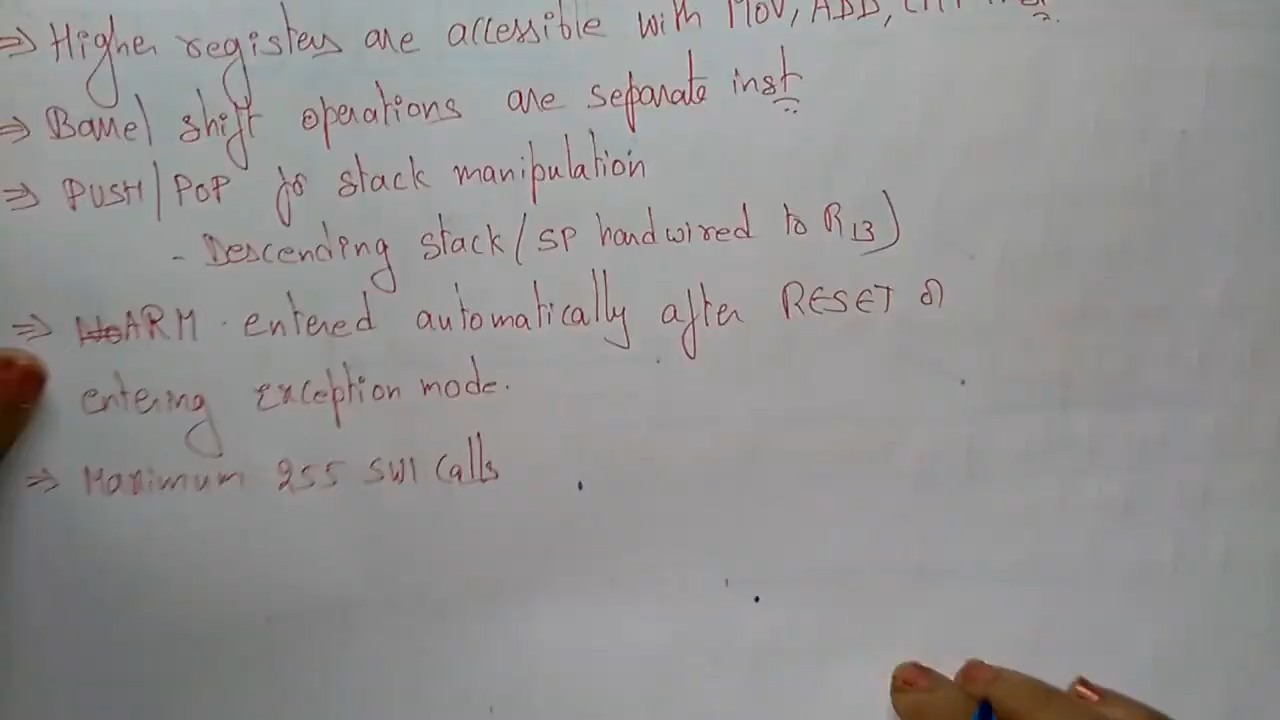 ⇒ Higher registers are accessible with MOV, ADD,
⇒ Barrel shift operations are separate inst
⇒ PUSH/POP for stack manipulation
- Descending stack (SP hardwired to R13)
⇒ ARM entered automatically after RESET or
entering exception mode.
⇒ Maximum 255 SWI calls